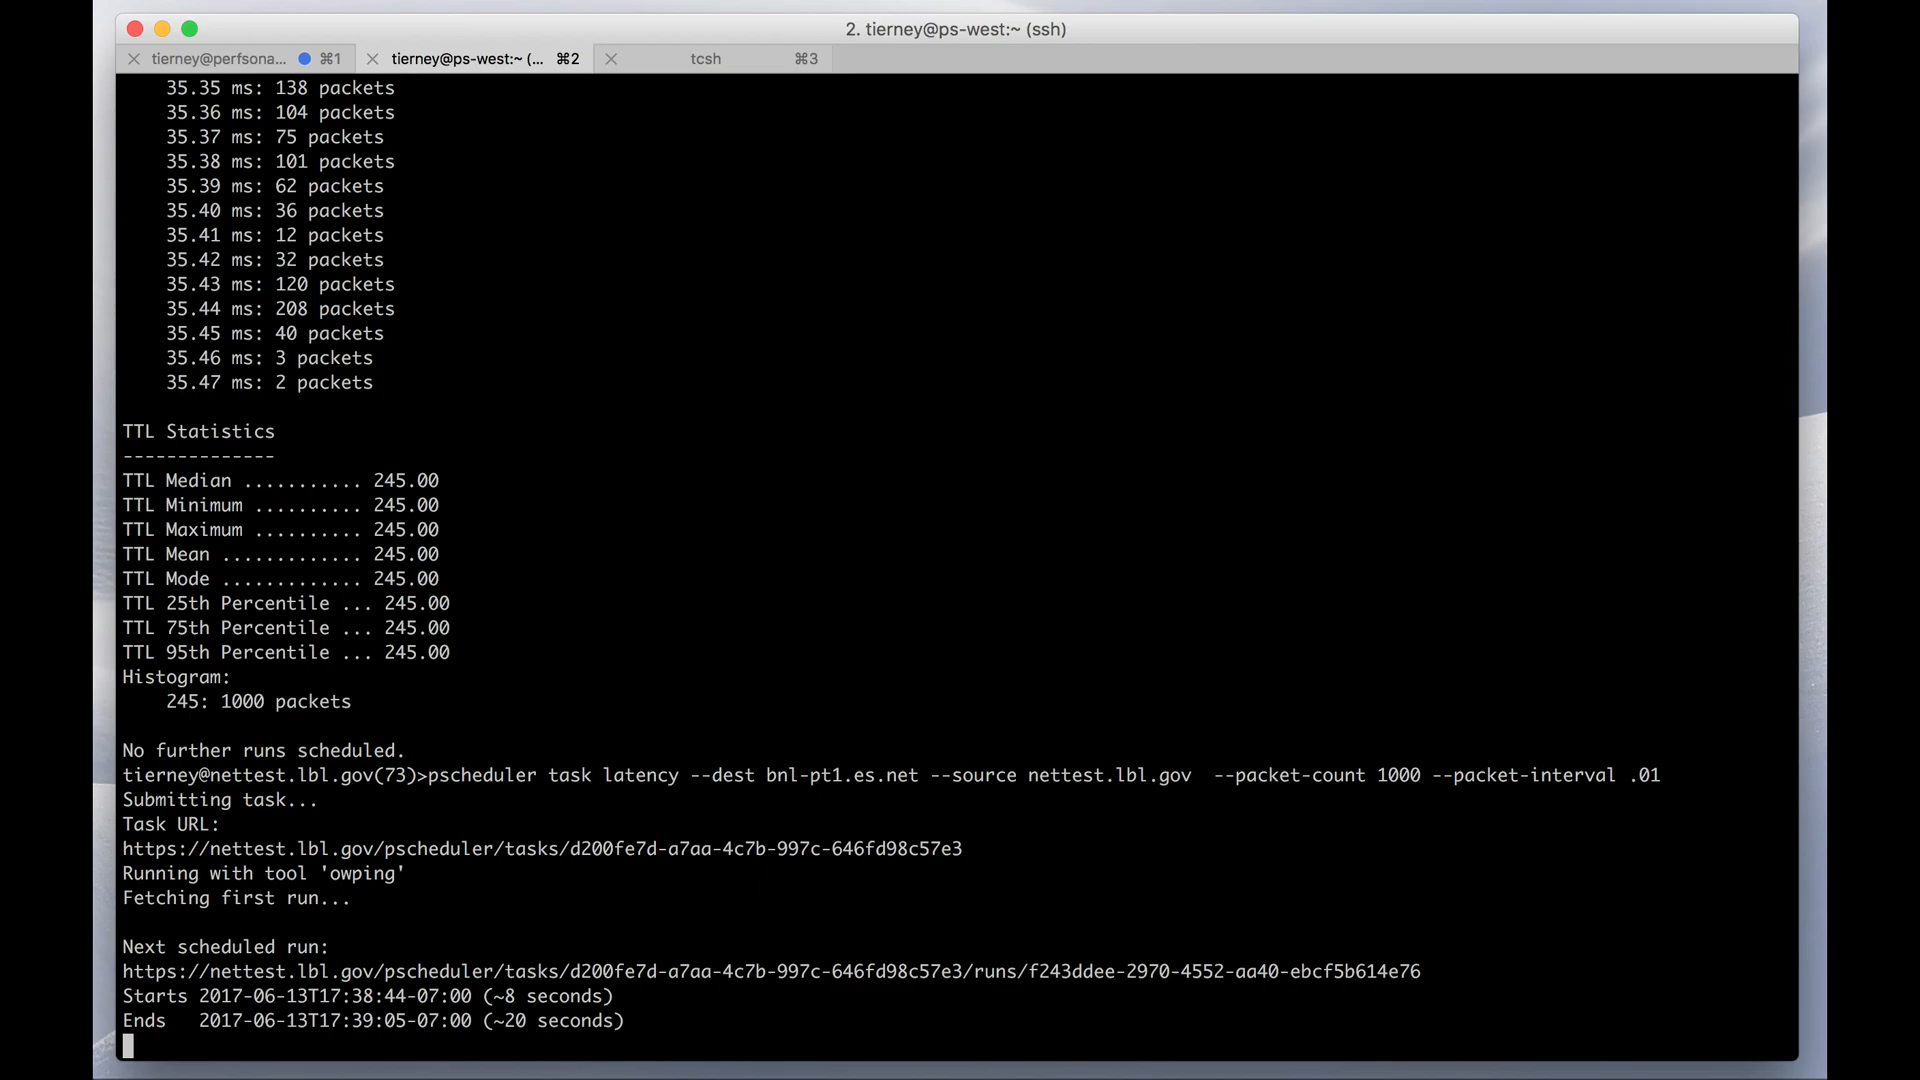 2. tierney@ps-west:~ (ssh)
tierney@perfsona... ⌘1 tierney@ps-west:~ (... ⌘2 tcsh ⌘3
35.35 ms: 138 packets
35.36 ms: 104 packets
35.37 ms: 75 packets
35.38 ms: 101 packets
35.39 ms: 62 packets
35.40 ms: 36 packets
35.41 ms: 12 packets
35.42 ms: 32 packets
35.43 ms: 120 packets
35.44 ms: 208 packets
35.45 ms: 40 packets
35.46 ms: 3 packets
35.47 ms: 2 packets
TTL Statistics
--------------
TTL Median ........... 245.00
TTL Minimum .......... 245.00
TTL Maximum .......... 245.00
TTL Mean ............. 245.00
TTL Mode ............. 245.00
TTL 25th Percentile ... 245.00
TTL 75th Percentile ... 245.00
TTL 95th Percentile ... 245.00
Histogram:
245: 1000 packets
No further runs scheduled.
tierney@nettest.lbl.gov(73)>pscheduler task latency --dest bnl-pt1.es.net --source nettest.lbl.gov  --packet-count 1000 --packet-interval .01
Submitting task...
Task URL:
https://nettest.lbl.gov/pscheduler/tasks/d200fe7d-a7aa-4c7b-997c-646fd98c57e3
Running with tool 'owping'
Fetching first run...
Next scheduled run:
https://nettest.lbl.gov/pscheduler/tasks/d200fe7d-a7aa-4c7b-997c-646fd98c57e3/runs/f243ddee-2970-4552-aa40-ebcf5b614e76
Starts 2017-06-13T17:38:44-07:00 (~8 seconds)
Ends   2017-06-13T17:39:05-07:00 (~20 seconds)